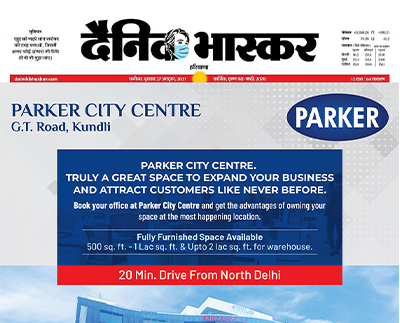 दैनिक भास्कर
हरियाणा
dainikbhaskar.com
PARKER CITY CENTRE
G.T. Road, Kundli
PARKER
PARKER CITY CENTRE.
TRULY A GREAT SPACE TO EXPAND YOUR BUSINESS
AND ATTRACT CUSTOMERS LIKE NEVER BEFORE.
Book your office at Parker City Centre and get the advantages of owning your
space at the most happening location.
Fully Furnished Space Available
500 sq. ft. - 1 Lac sq. ft. & Upto 2 lac sq. ft. for warehouse.
20 Min. Drive From North Delhi